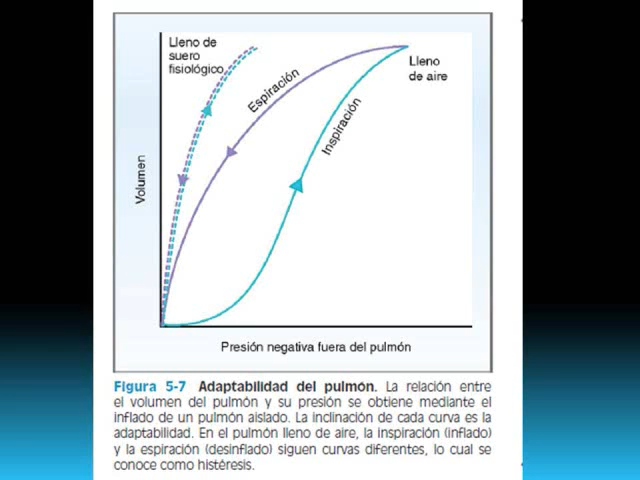 Lleno de
suero
fisiológico
Espiración
Lleno
de aire
Inspiración
Volumen
Presión negativa fuera del pulmón
Figura 5-7 Adaptabilidad del pulmón. La relación entre
el volumen del pulmón y su presión se obtiene mediante el
inflado de un pulmón aislado. La inclinación de cada curva es la
adaptabilidad. En el pulmón lleno de aire, la inspiración (inflado)
y la espiración (desinflado) siguen curvas diferentes, lo cual se
conoce como histéresis.